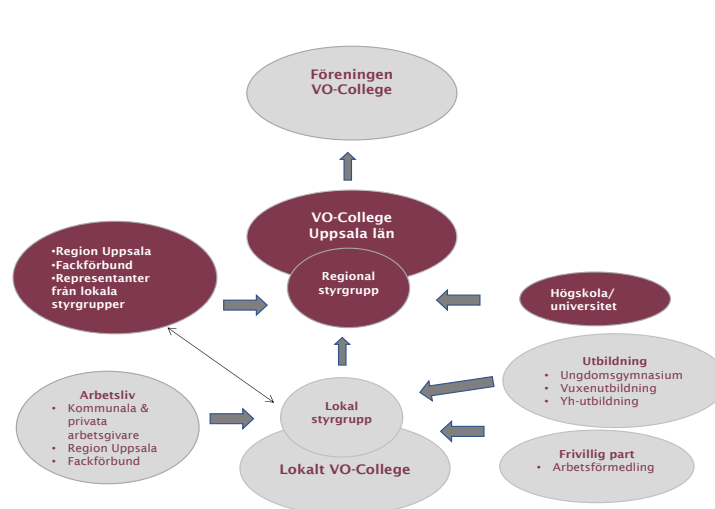 Föreningen
VO-College
VO-College
Uppsala län
Regional
styrgrupp
•Region Uppsala
•Fackförbund
•Representanter
från lokala
styrgrupper
Högskola/
universitet
Utbildning
• Ungdomsgymnasium
• Vuxenutbildning
• Yh-utbildning
Arbetsliv
• Kommunala &
privata
arbetsgivare
• Region Uppsala
• Fackförbund
Lokal
styrgrupp
Lokalt VO-College
Frivillig part
• Arbetsförmedling